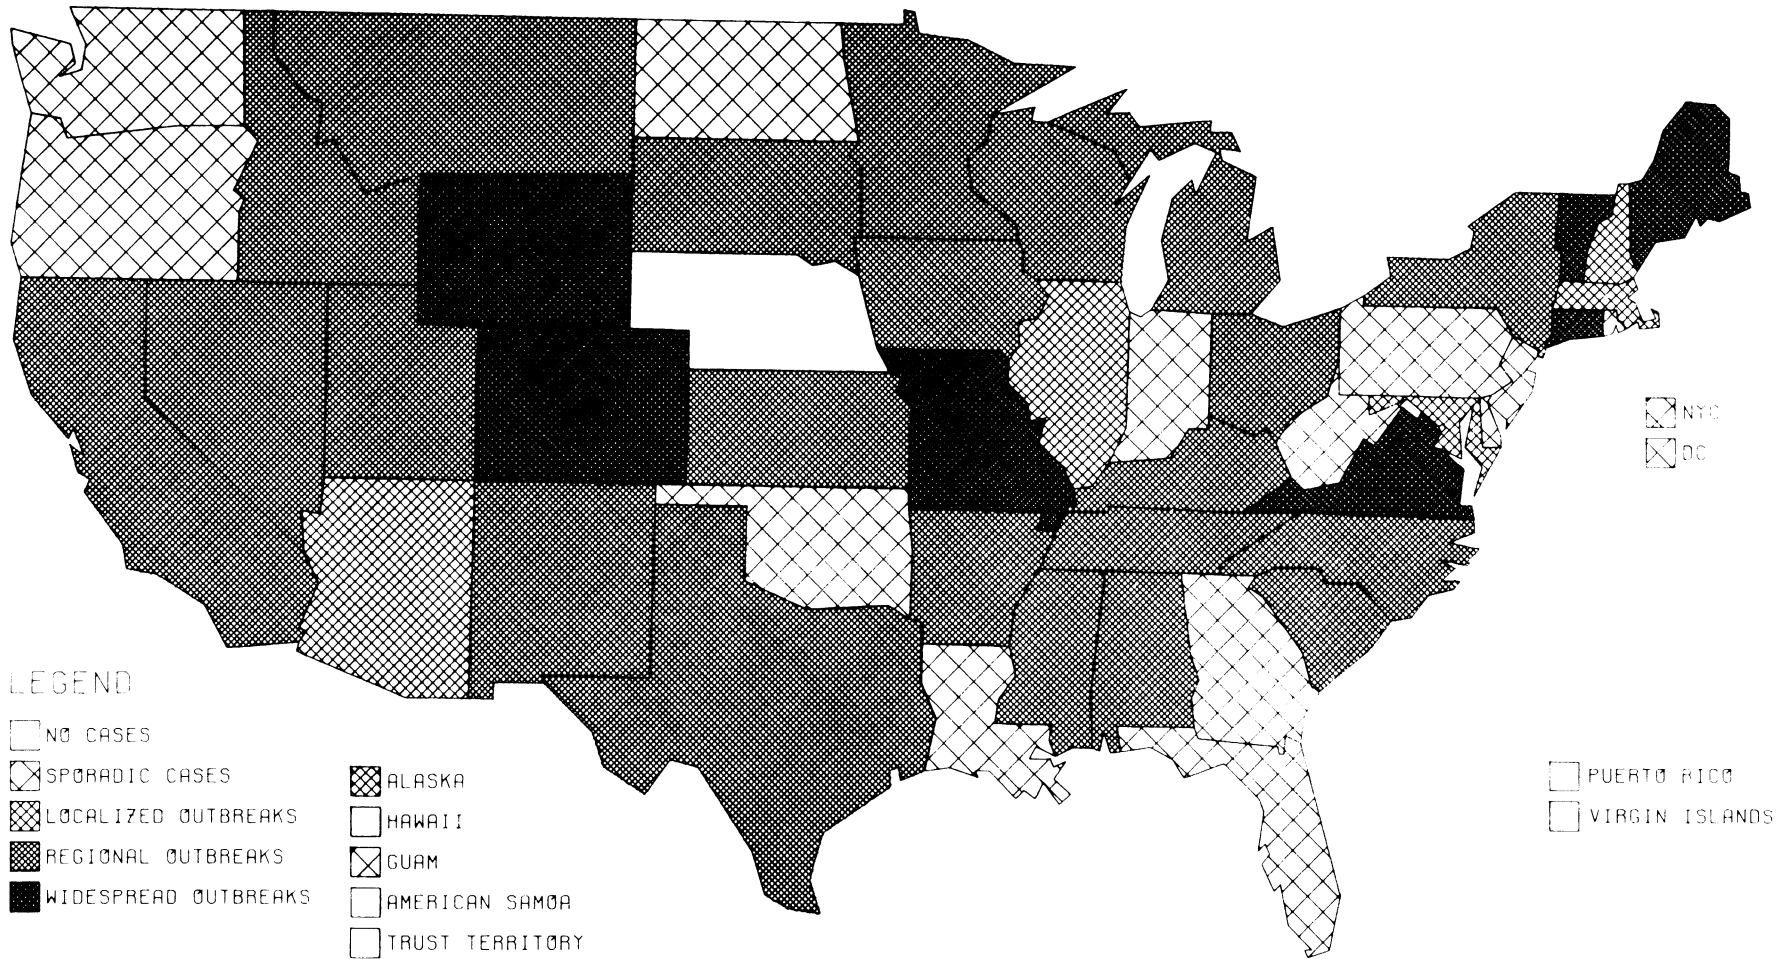 NYC
DC
LEGEND
NO CASES
SPORADIC CASES
LOCALIZED OUTBREAKS
REGIONAL OUTBREAKS
WIDESPREAD OUTBREAKS
ALASKA
HAWAII
GUAM
AMERICAN SAMOA
TRUST TERRITORY
PUERTO RICO
VIRGIN ISLANDS